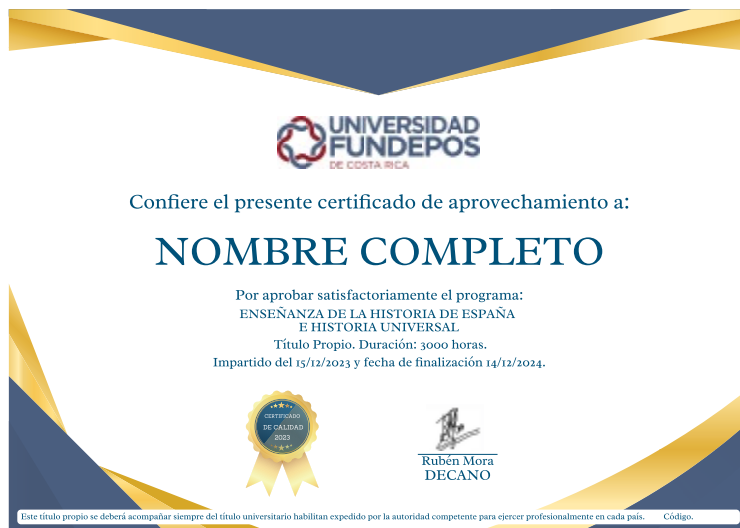 UNIVERSIDAD
FUNDEPOS
DE COSTA RICA
Confiere el presente certificado de aprovechamiento a:
NOMBRE COMPLETO
Por aprobar satisfactoriamente el programa:
ENSEÑANZA DE LA HISTORIA DE ESPAÑA
E HISTORIA UNIVERSAL
Título Propio. Duración: 3000 horas.
Impartido del 15/12/2023 y fecha de finalización 14/12/2024.
CERTIFICADO
DE CALIDAD
2023
Rubén Mora
DECANO
Este título propio se deberá acompañar siempre del título universitario habilitan expedido por la autoridad competente para ejercer profesionalmente en cada país. Código.